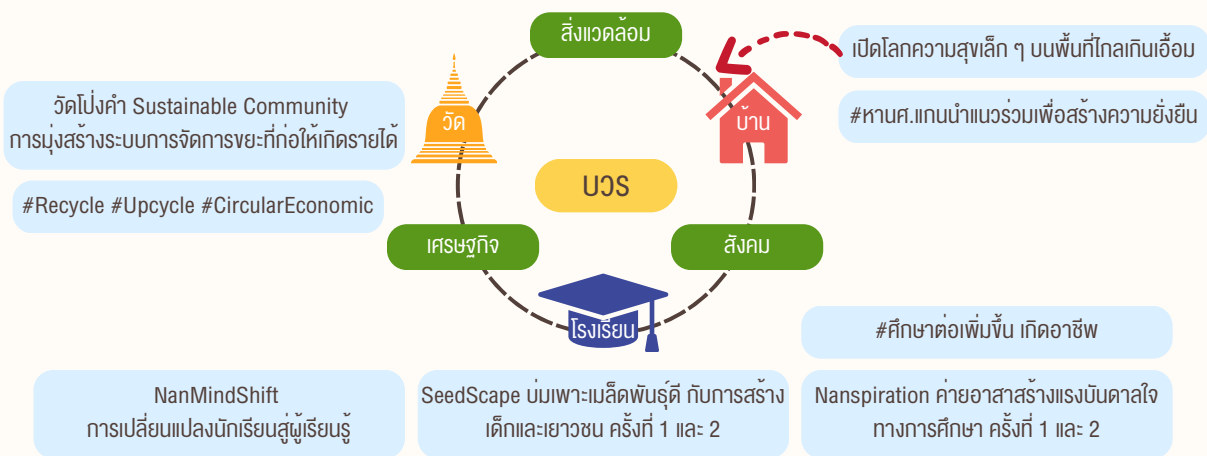 สิ่งแวดล้อม
เปิดโลกความสุขเล็ก ๆ บนพื้นที่ไกลเกินเอื้อม
#หานศ.แกนนำแนวร่วมเพื่อสร้างความยั่งยืน
บ้าน
วัด
วัดโป่งคำ Sustainable Community
การมุ่งสร้างระบบการจัดการขยะที่ก่อให้เกิดรายได้
#Recycle #Upcycle #CircularEconomic
บวร
เศรษฐกิจ
สังคม
โรงเรียน
#ศึกษาต่อเพิ่มขึ้น เกิดอาชีพ
NanMindShift
การเปลี่ยนแปลงนักเรียนสู่ผู้เรียนรู้
SeedScape บ่มเพาะเมล็ดพันธุ์ดี กับการสร้าง
เด็กและเยาวชน ครั้งที่ 1 และ 2
Nanspiration ค่ายอาสาสร้างแรงบันดาลใจ
ทางการศึกษา ครั้งที่ 1 และ 2